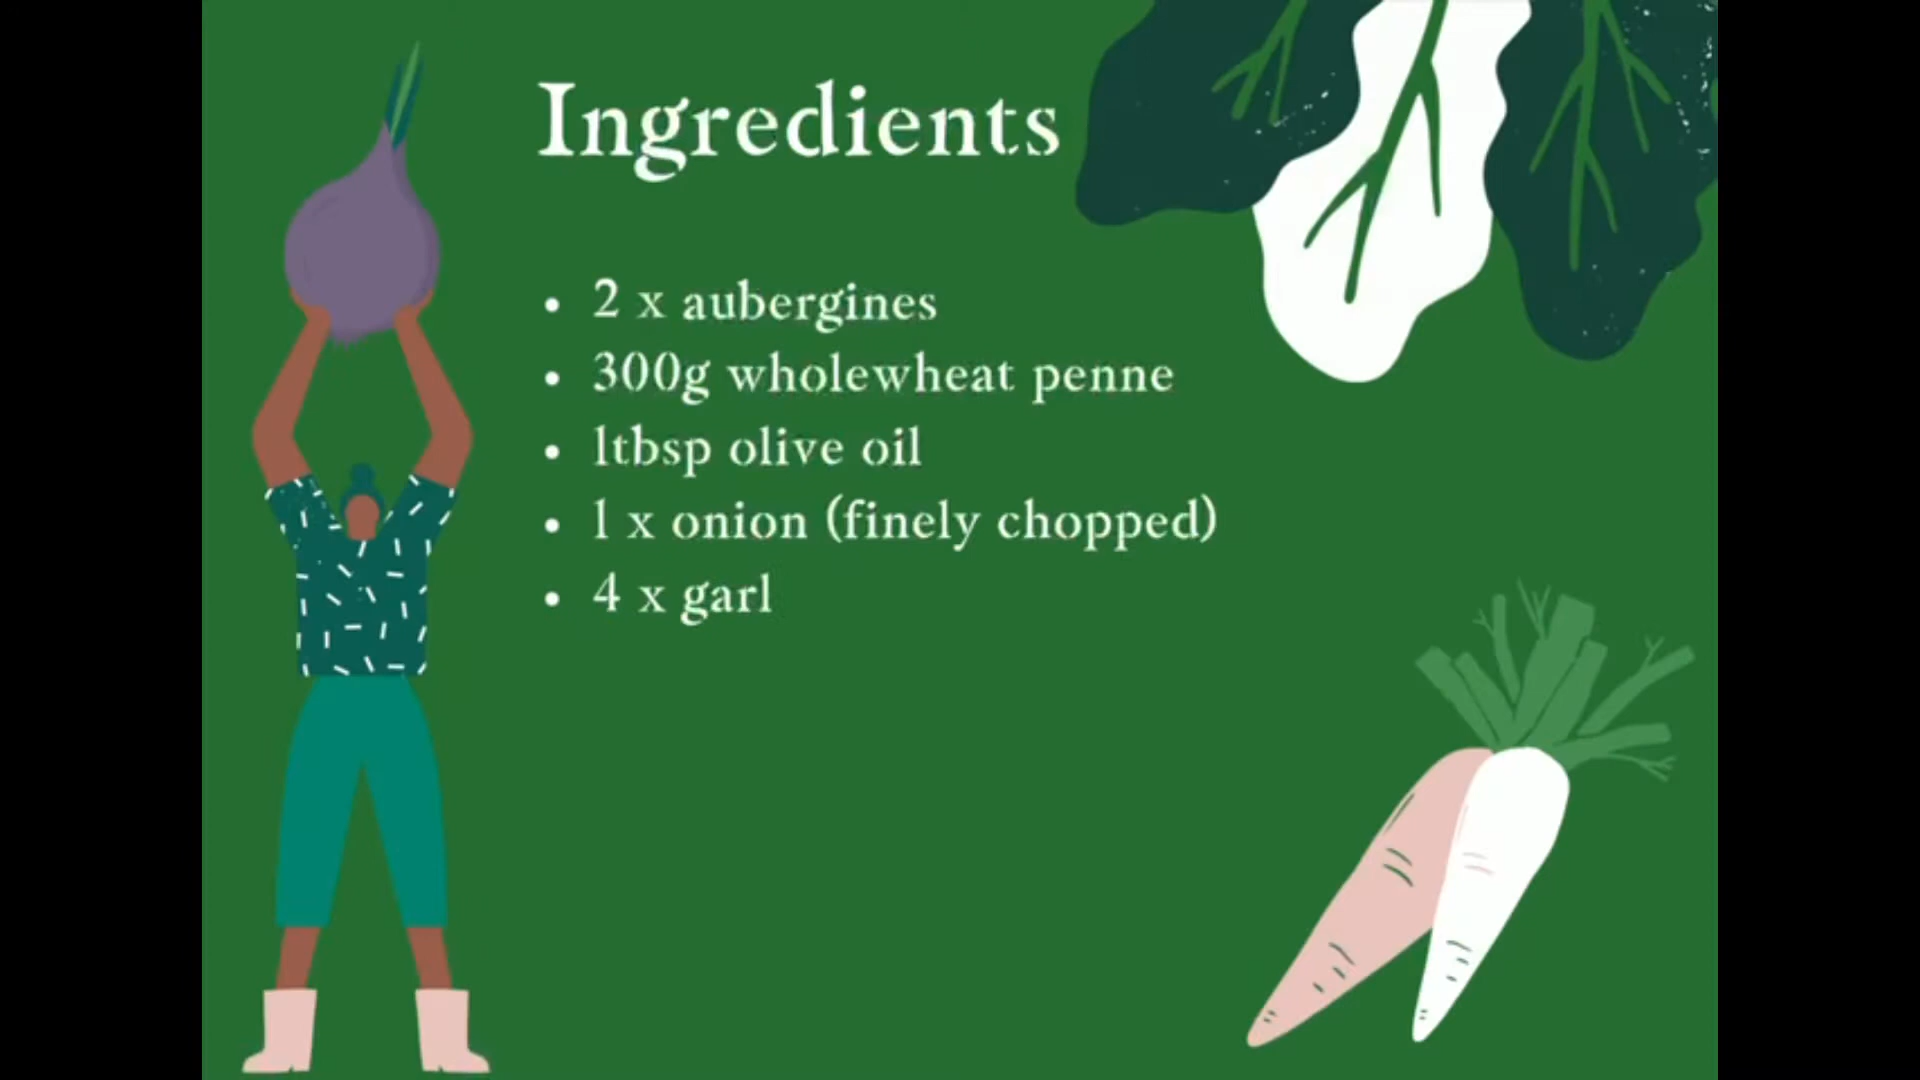 Ingredients
• 2 x aubergines
• 300g wholewheat penne
• 1tbsp olive oil
• 1 x onion (finely chopped)
• 4 x garl